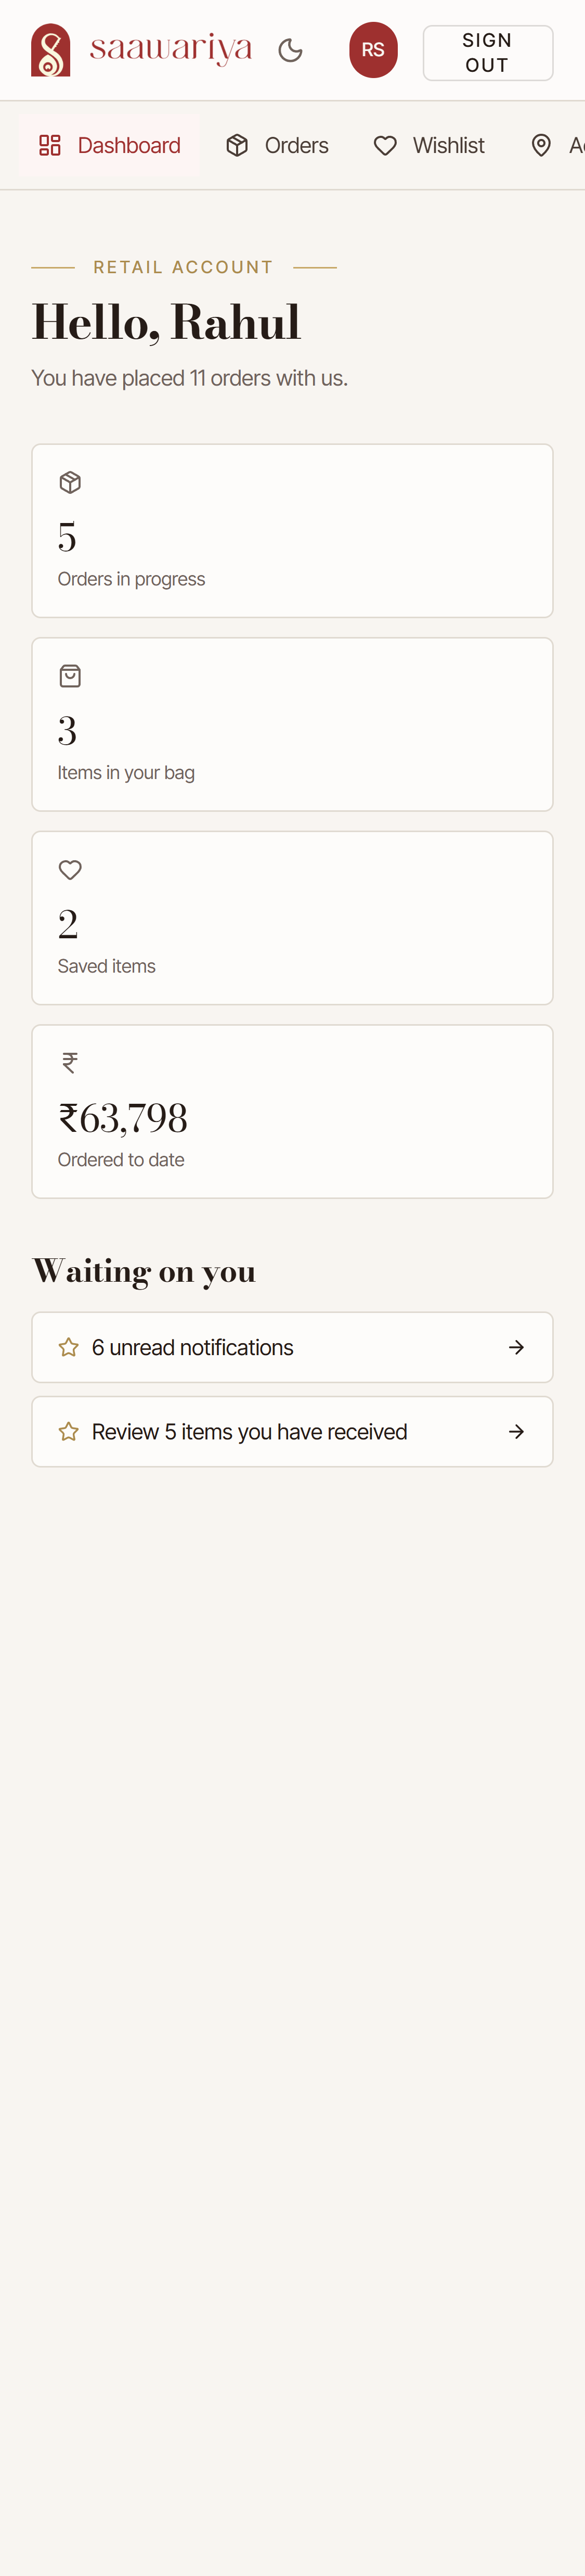 saawariya
RS
SIGN
OUT
Dashboard
Orders
Wishlist
RETAIL ACCOUNT
Hello, Rahul
You have placed 11 orders with us.
5
Orders in progress
3
Items in your bag
2
Saved items
₹
₹63,798
Ordered to date
Waiting on you
6 unread notifications
Review 5 items you have received